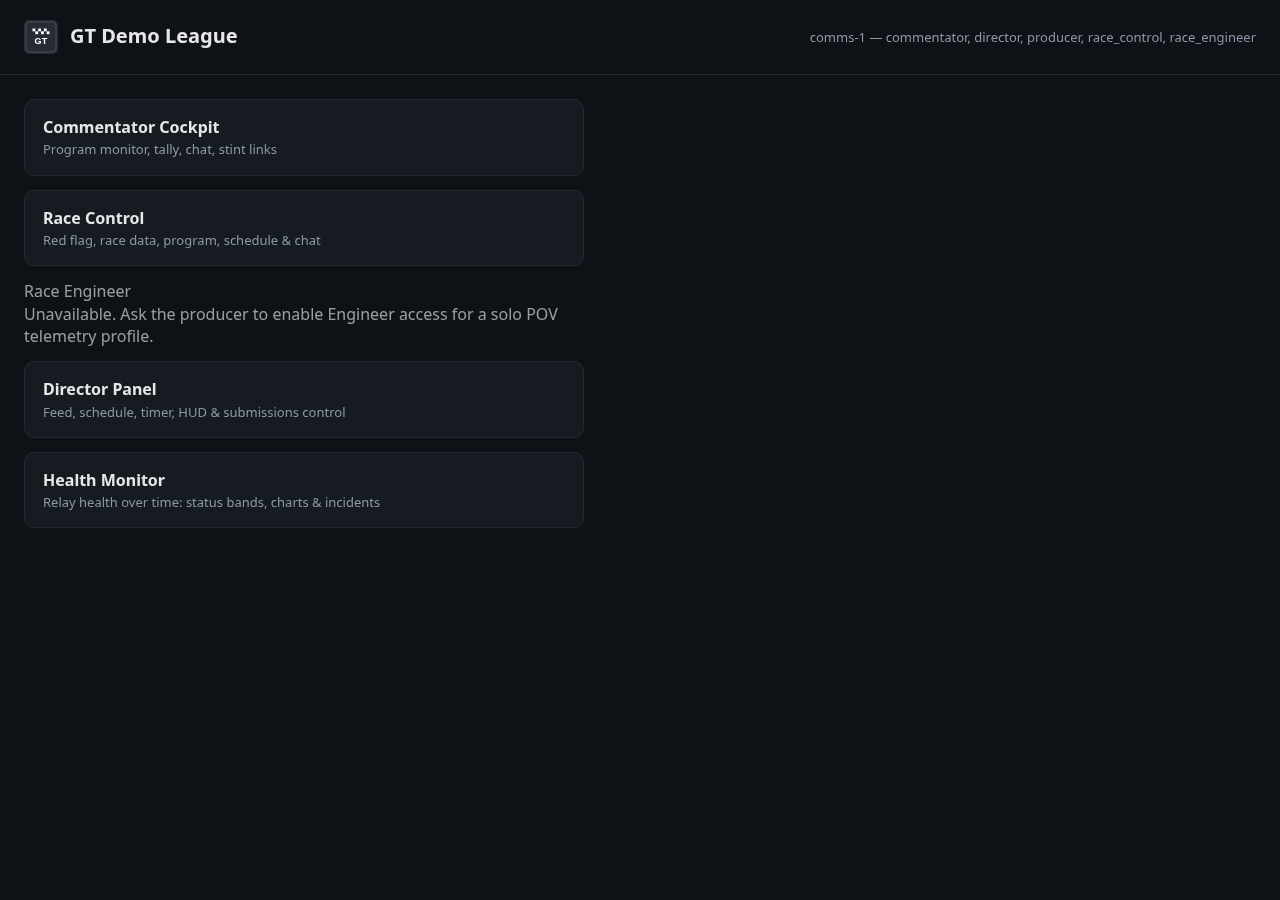 GT
GT Demo League
comms-1 — commentator, director, producer, race_control, race_engineer
Commentator Cockpit
Program monitor, tally, chat, stint links
Race Control
Red flag, race data, program, schedule & chat
Race Engineer
Unavailable. Ask the producer to enable Engineer access for a solo POV
telemetry profile.
Director Panel
Feed, schedule, timer, HUD & submissions control
Health Monitor
Relay health over time: status bands, charts & incidents